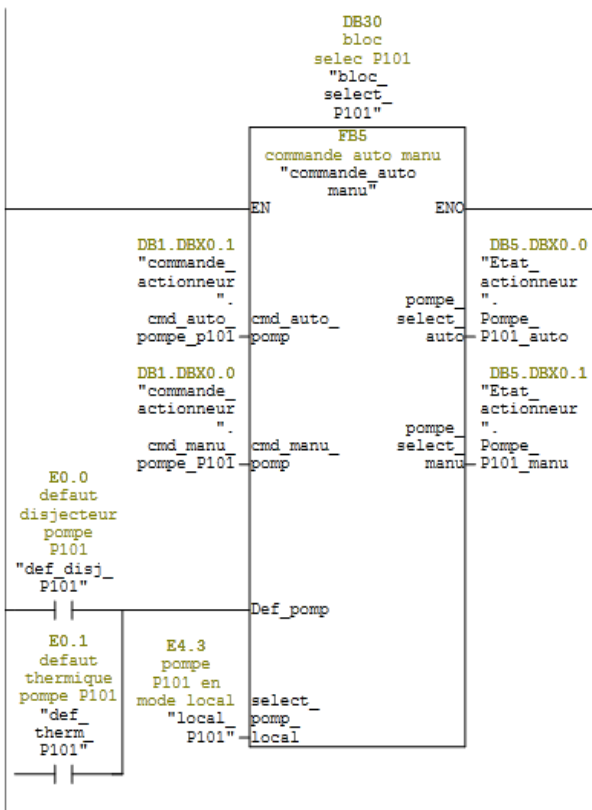 DB30
bloc
selec P101
"bloc_
select_
P101"
FB5
commande auto manu
"commande_auto
manu"
EN
ENO
DB1.DBX0.1
"commande_
actionneur
".
cmd_auto_
pompe_p101
cmd_auto_
pomp
pompe_
select_
auto
DB5.DBX0.0
"Etat_
actionneur
".
Pompe_
P101_auto
DB1.DBX0.0
"commande_
actionneur
".
cmd_manu_
pompe_P101
cmd_manu_
pomp
pompe_
select_
manu
DB5.DBX0.1
"Etat_
actionneur
".
Pompe_
P101_manu
E0.0
defaut
disjecteur
pompe
P101
"def_disj_
P101"
Def_pomp
E0.1
defaut
thermique
pompe P101
"def_
therm_
P101"
E4.3
pompe
P101 en
mode local
"local_
P101"
select_
pomp_
local